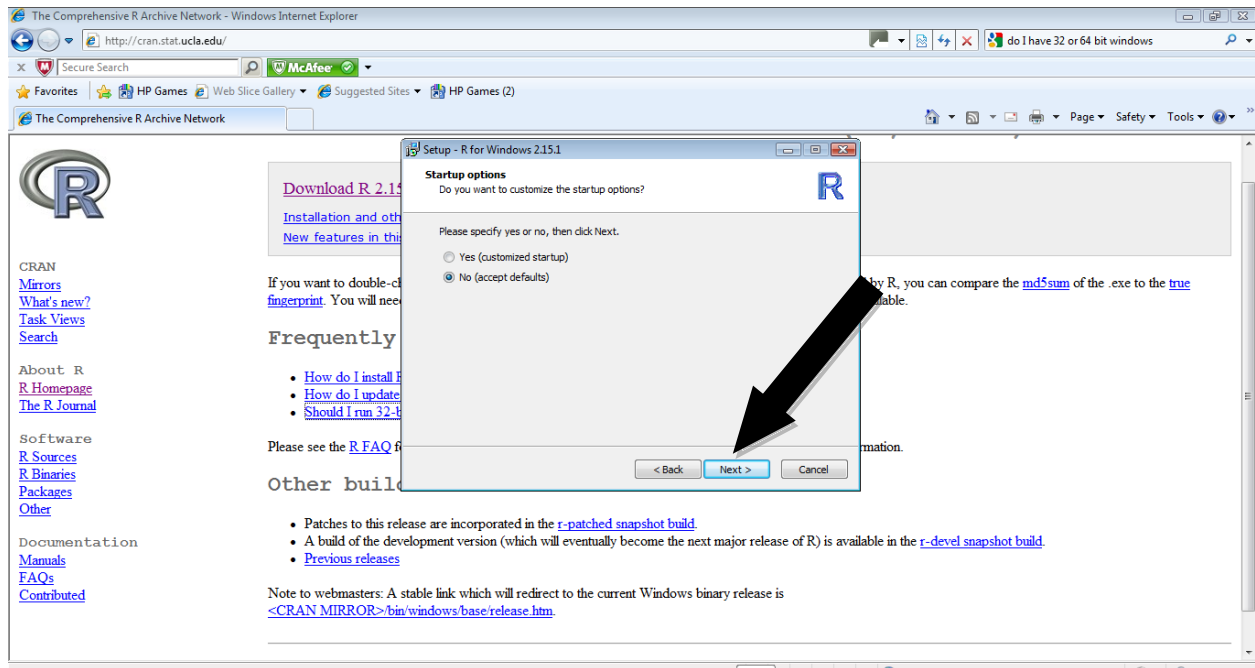 The Comprehensive R Archive Network - Windows Internet Explorer
http://cran.stat.ucla.edu/
do I have 32 or 64 bit windows
x Secure Search
McAfee
Favorites
HP Games
Web Slice Gallery
Suggested Sites
HP Games (2)
The Comprehensive R Archive Network
Page
Safety
Tools
R
CRAN
Mirrors
What's new?
Task Views
Search
About R
R Homepage
The R Journal
Software
R Sources
R Binaries
Packages
Other
Documentation
Manuals
FAQs
Contributed
Download R 2.15
Installation and oth
New features in this
If you want to double-ch
by R, you can compare the md5sum of the .exe to the true
fingerprint. You will nee
ilable.
Frequently
How do I install R
How do I update
Should I run 32-b
Please see the R FAQ f
rmation.
Other buil
Patches to this release are incorporated in the r-patched snapshot build.
A build of the development version (which will eventually become the next major release of R) is available in the r-devel snapshot build.
Previous releases
Note to webmasters: A stable link which will redirect to the current Windows binary release is
<CRAN MIRROR>/bin/windows/base/release.htm.
Setup - R for Windows 2.15.1
Startup options
Do you want to customize the startup options?
R
Please specify yes or no, then click Next.
Yes (customized startup)
No (accept defaults)
< Back
Next >
Cancel